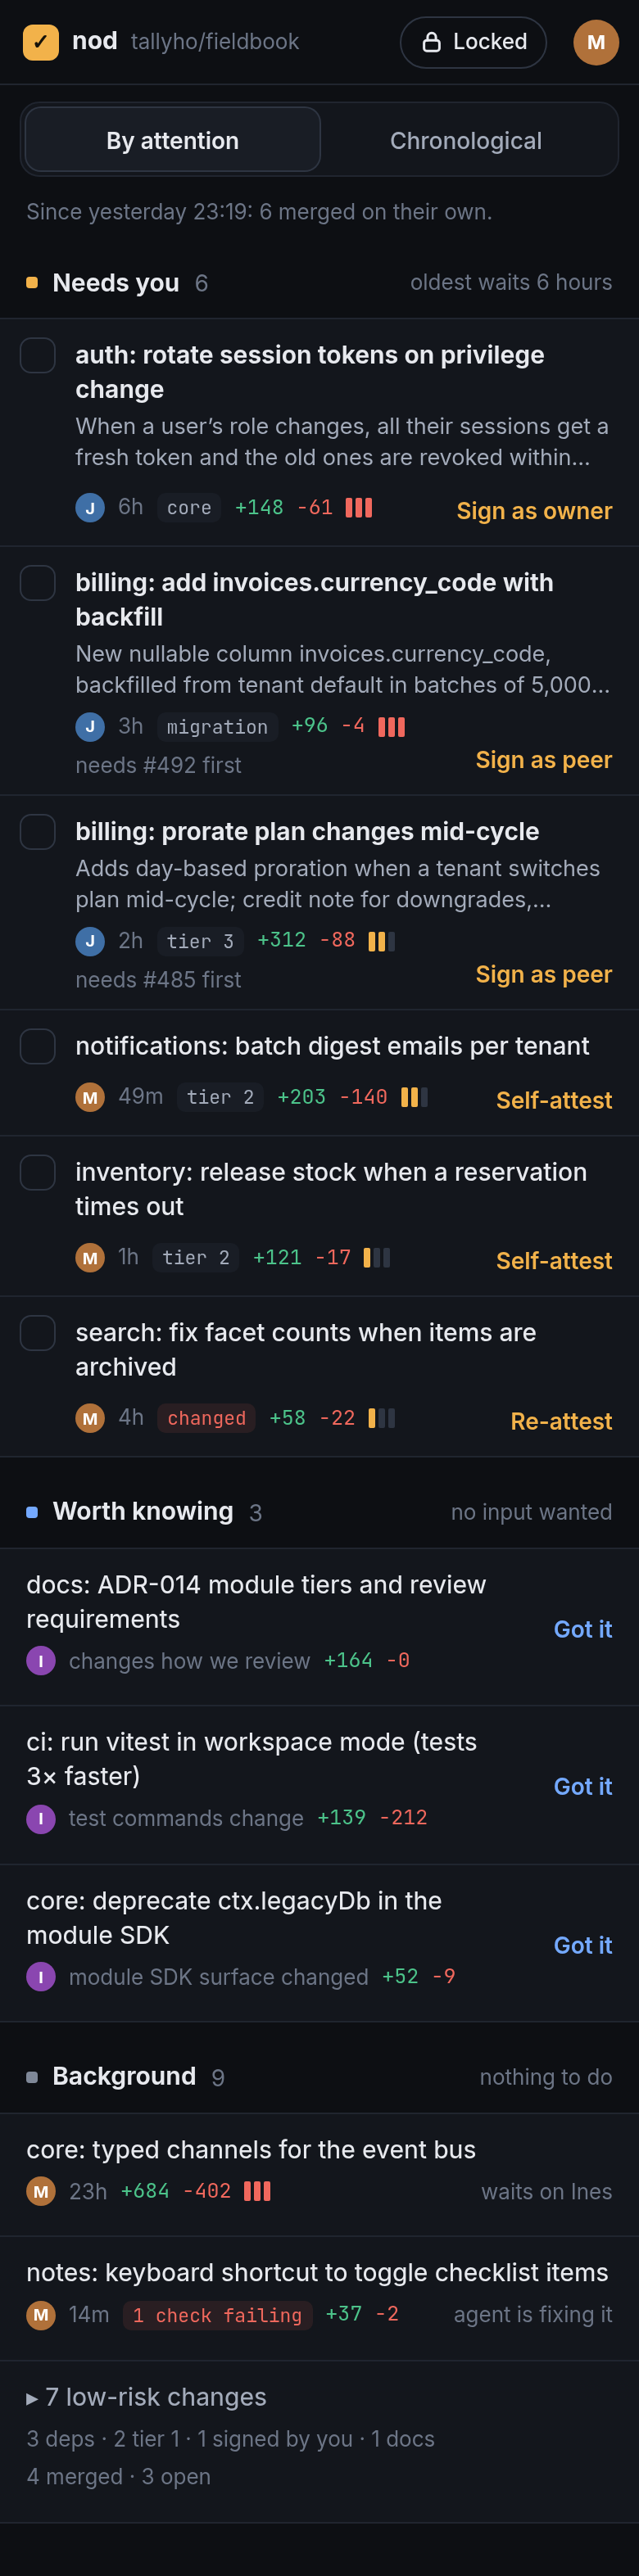 ✓ nod tallyho/fieldbook Locked M
By attention Chronological
Since yesterday 23:19: 6 merged on their own.
Needs you 6 oldest waits 6 hours
auth: rotate session tokens on privilege
change
When a user’s role changes, all their sessions get a
fresh token and the old ones are revoked within…
J 6h core +148 -61 Sign as owner
billing: add invoices.currency_code with
backfill
New nullable column invoices.currency_code,
backfilled from tenant default in batches of 5,000…
J 3h migration +96 -4
needs #492 first Sign as peer
billing: prorate plan changes mid-cycle
Adds day-based proration when a tenant switches
plan mid-cycle; credit note for downgrades,…
J 2h tier 3 +312 -88
needs #485 first Sign as peer
notifications: batch digest emails per tenant
M 49m tier 2 +203 -140 Self-attest
inventory: release stock when a reservation
times out
M 1h tier 2 +121 -17 Self-attest
search: fix facet counts when items are
archived
M 4h changed +58 -22 Re-attest
Worth knowing 3 no input wanted
docs: ADR-014 module tiers and review
requirements
Got it
I changes how we review +164 -0
ci: run vitest in workspace mode (tests
3× faster)
Got it
I test commands change +139 -212
core: deprecate ctx.legacyDb in the
module SDK
Got it
I module SDK surface changed +52 -9
Background 9 nothing to do
core: typed channels for the event bus
M 23h +684 -402 waits on Ines
notes: keyboard shortcut to toggle checklist items
M 14m 1 check failing +37 -2 agent is fixing it
▸ 7 low-risk changes
3 deps · 2 tier 1 · 1 signed by you · 1 docs
4 merged · 3 open